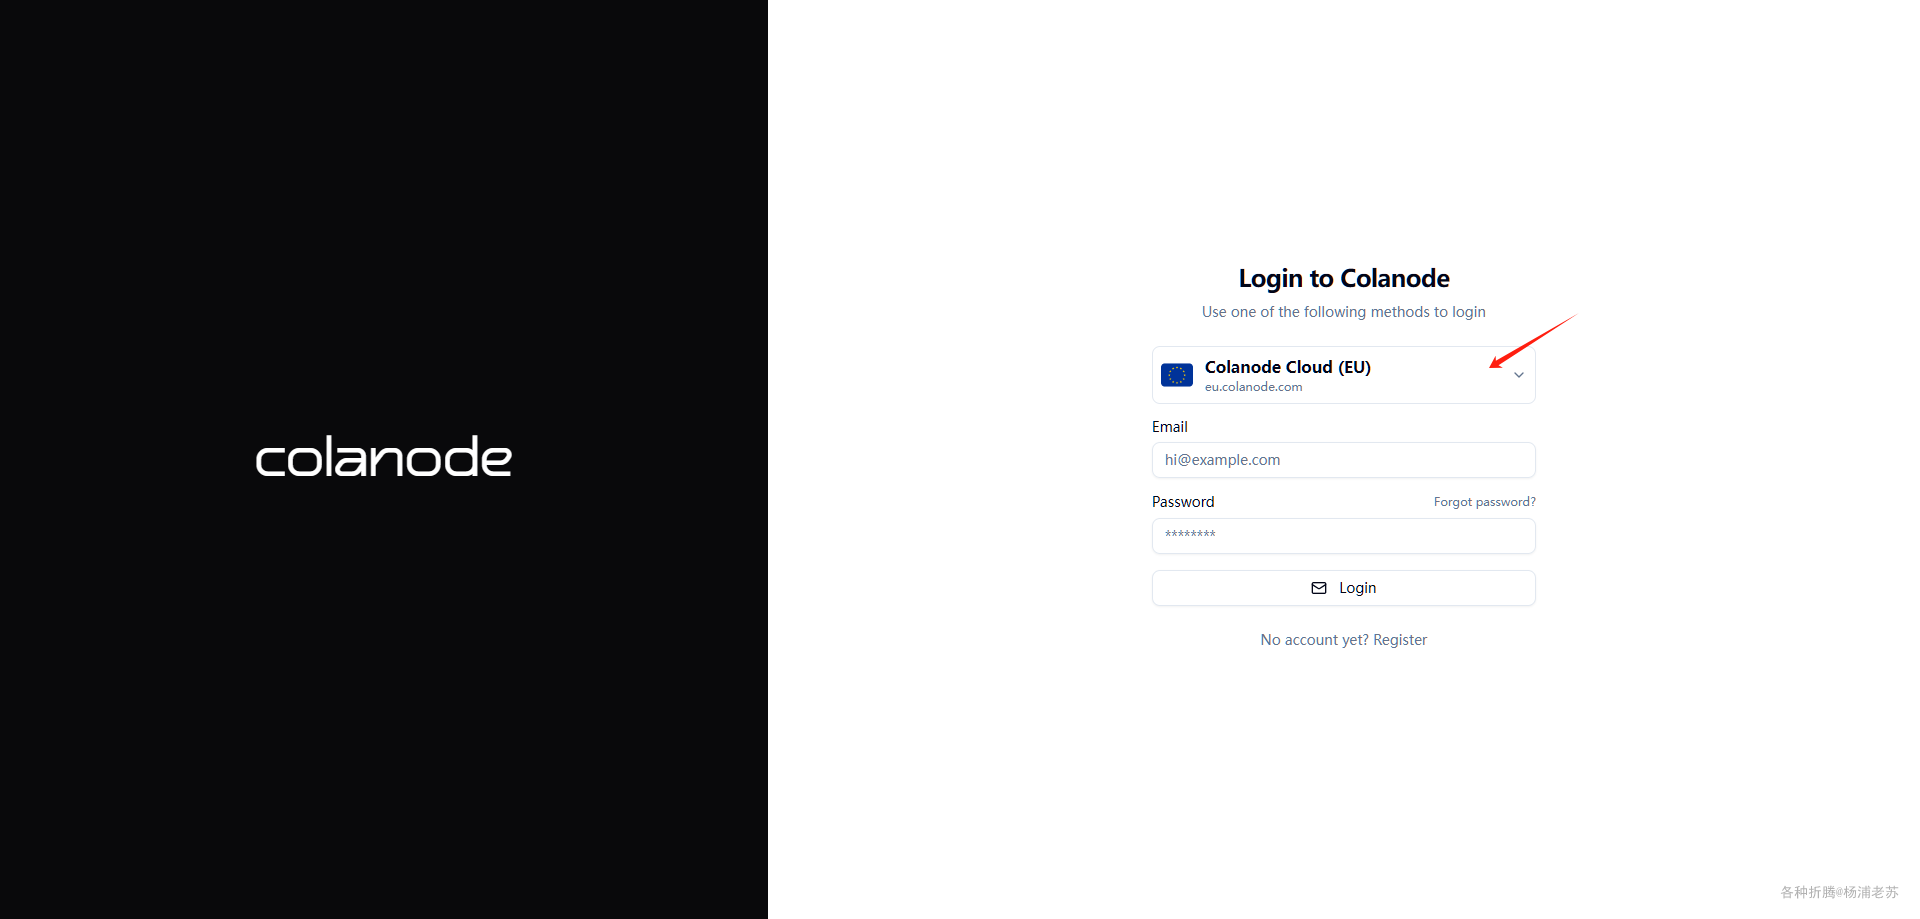 colanode
Login to Colanode
Use one of the following methods to login
Colanode Cloud (EU)
eu.colanode.com
Email
hi@example.com
Password
Forgot password?
********
Login
No account yet? Register
各种折腾@杨浦老苏